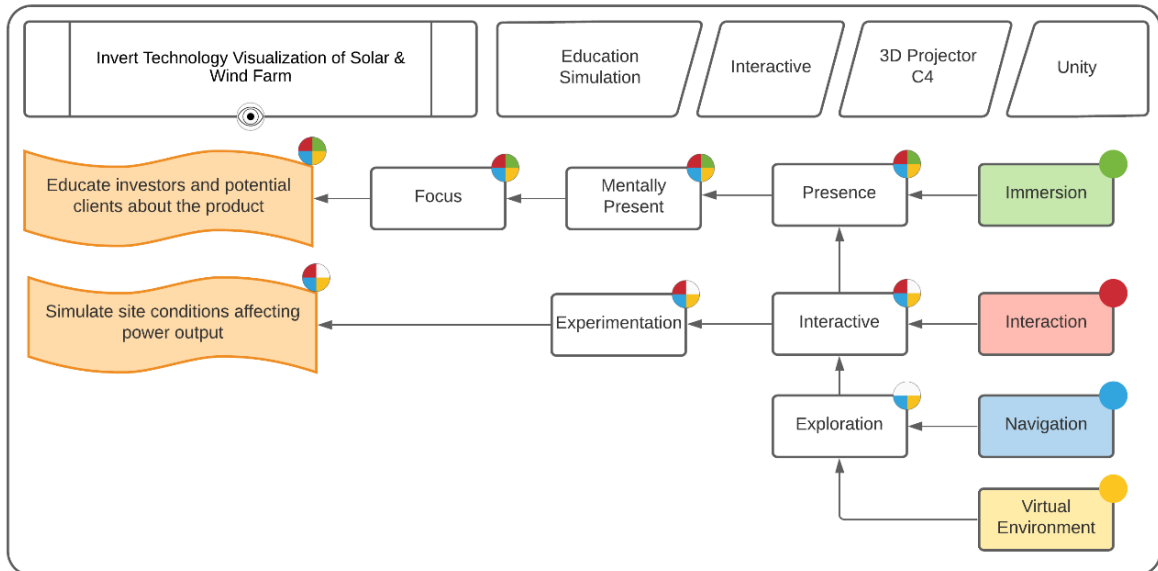 Invert Technology Visualization of Solar &
Wind Farm
Education
Simulation
Interactive
3D Projector
C4
Unity
Educate investors and potential
clients about the product
Focus
Mentally
Present
Presence
Immersion
Simulate site conditions affecting
power output
Experimentation
Interactive
Interaction
Exploration
Navigation
Virtual
Environment